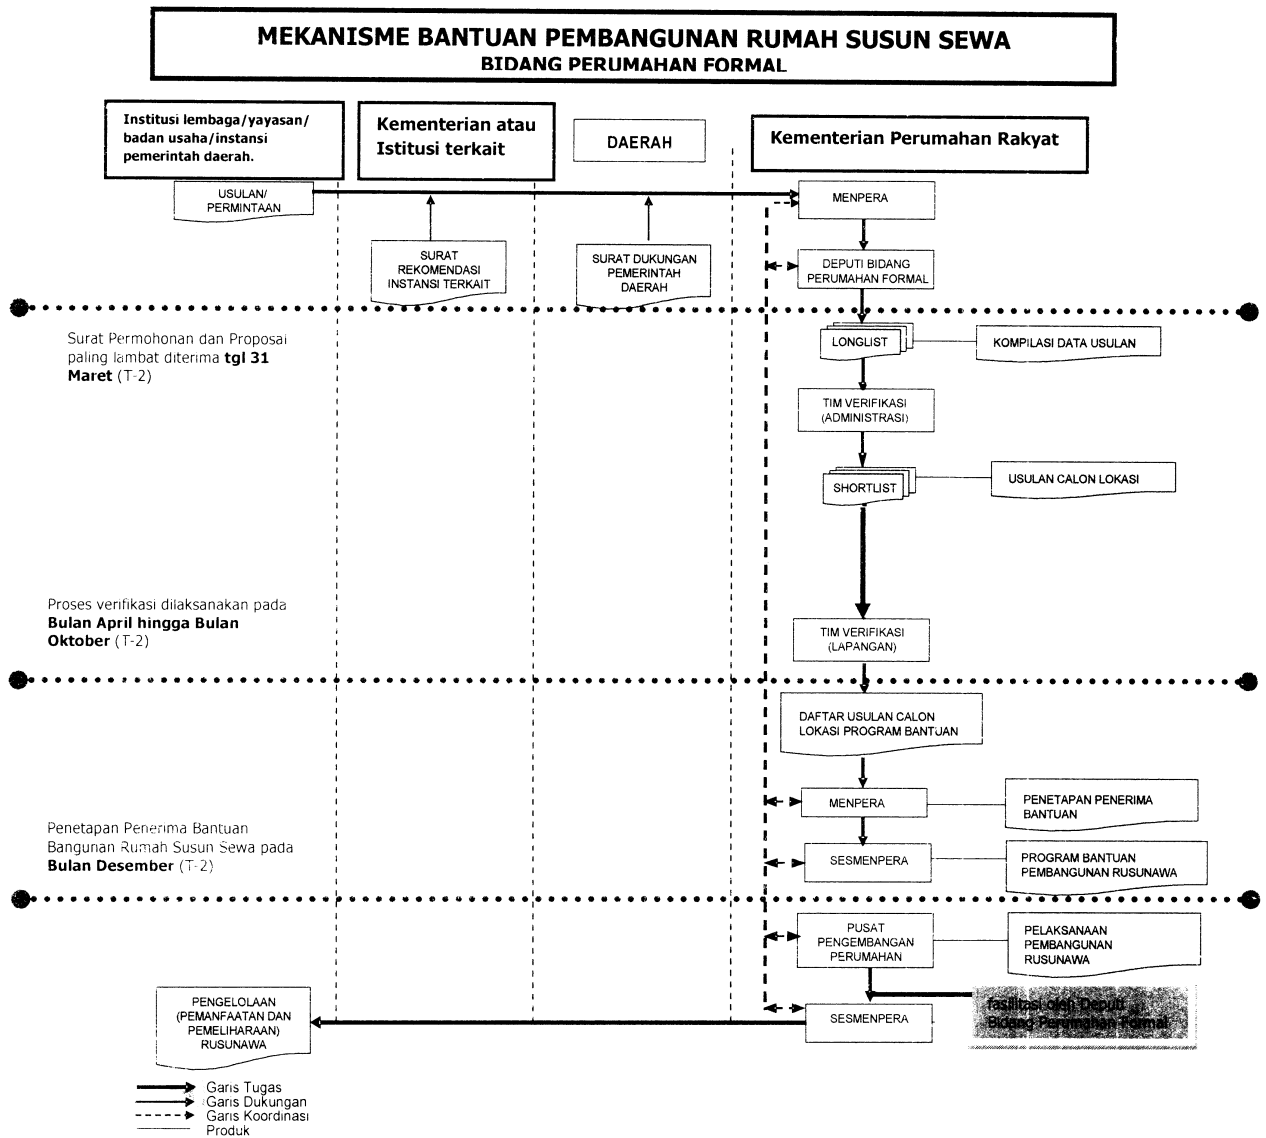 MEKANISME BANTUAN PEMBANGUNAN RUMAH SUSUN SEWA
BIDANG PERUMAHAN FORMAL
Institusi lembaga/yayasan/
badan usaha/instansi
pemerintah daerah.
Kementerian atau
Istitusi terkait
DAERAH
Kementerian Perumahan Rakyat
USULAN/
PERMINTAAN
MENPERA
SURAT
REKOMENDASI
INSTANSI TERKAIT
SURAT DUKUNGAN
PEMERINTAH
DAERAH
DEPUTI BIDANG
PERUMAHAN FORMAL
Surat Permohonan dan Proposal
paling lambat diterima tgl 31
Maret (T-2)
LONGLIST
KOMPILASI DATA USULAN
TIM VERIFIKASI
(ADMINISTRASI)
SHORTLIST
USULAN CALON LOKASI
Proses verifikasi dilaksanakan pada
Bulan April hingga Bulan
Oktober (T-2)
TIM VERIFIKASI
(LAPANGAN)
DAFTAR USULAN CALON
LOKASI PROGRAM BANTUAN
MENPERA
PENETAPAN PENERIMA
BANTUAN
Penetapan Penerima Bantuan
Bangunan Rumah Susun Sewa pada
Bulan Desember (T-2)
SESMENPERA
PROGRAM BANTUAN
PEMBANGUNAN RUSUNAWA
PUSAT
PENGEMBANGAN
PERUMAHAN
PELAKSANAAN
PEMBANGUNAN
RUSUNAWA
PENGELOLAAN
(PEMANFAATAN DAN
PEMELIHARAAN)
RUSUNAWA
SESMENPERA
fasilitasi oleh Deputi
Bidang Perumahan Formal
Garis Tugas
Garis Dukungan
Garis Koordinasi
Produk